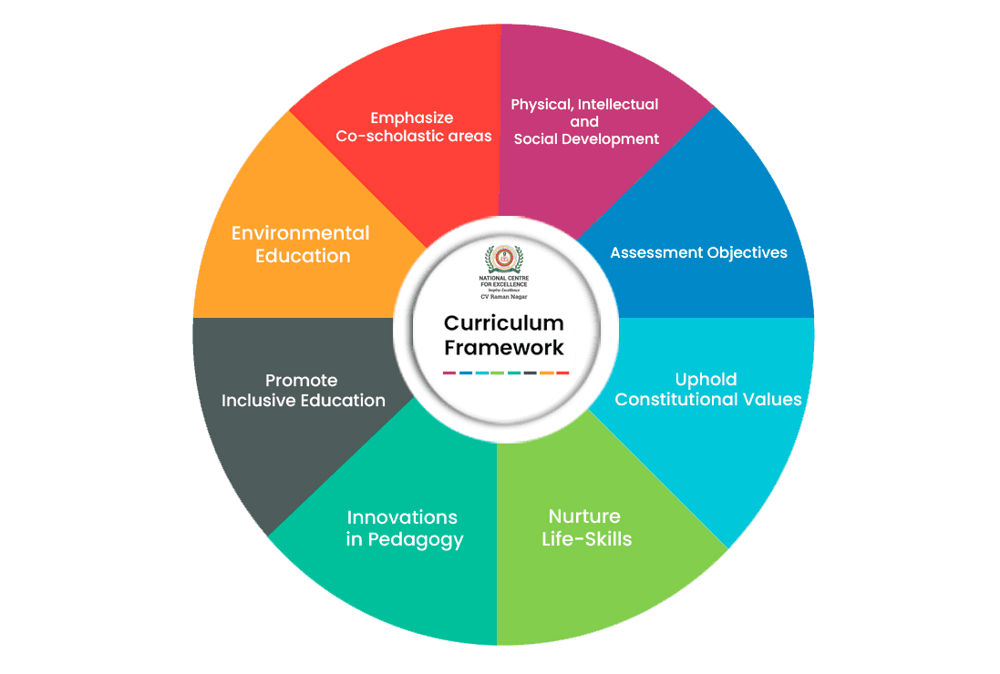 Physical, Intellectual
and
Social Development
Assessment Objectives
Uphold
Constitutional Values
Nurture
Life-Skills
Innovations
in Pedagogy
Promote
Inclusive Education
Environmental
Education
Emphasize
Co-scholastic areas
NATIONAL CENTRE
FOR EXCELLENCE
Inspire Excellence
CV Raman Nagar
Curriculum
Framework